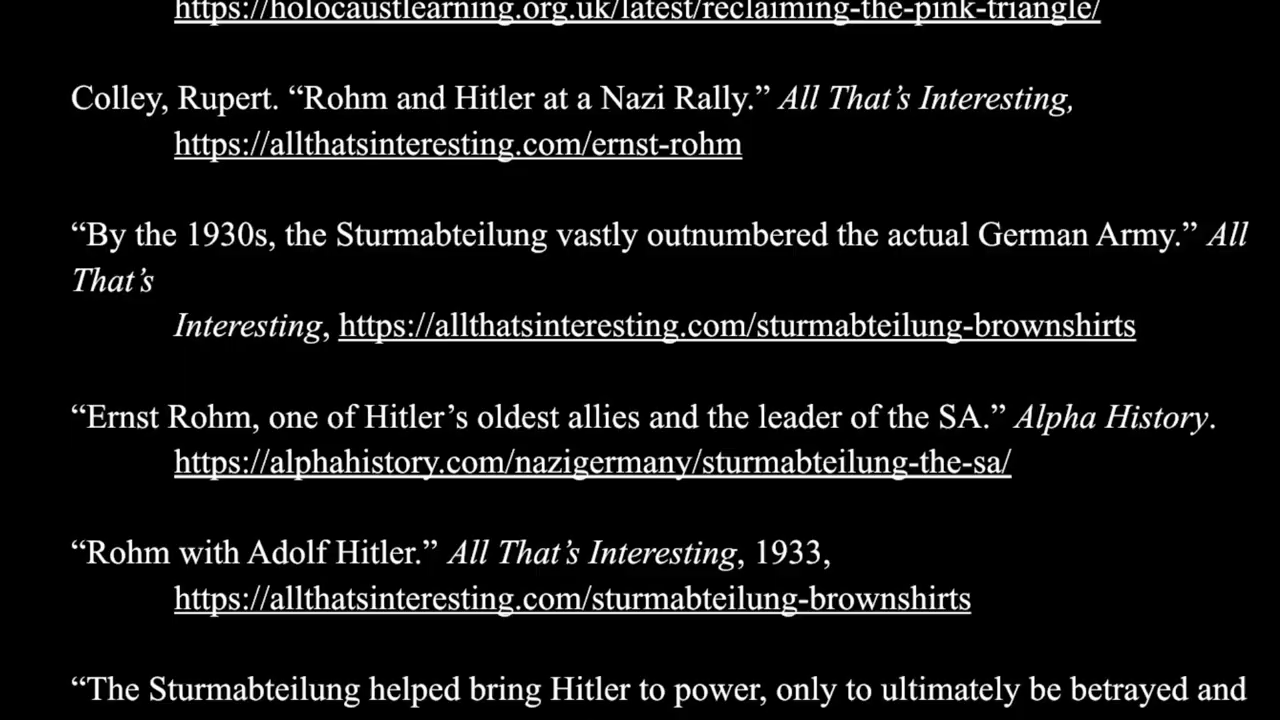 https://holocaustlearning.org.uk/latest/reclaiming-the-pink-triangle/
Colley, Rupert. “Rohm and Hitler at a Nazi Rally.” All That’s Interesting,
https://allthatsinteresting.com/ernst-rohm
“By the 1930s, the Sturmabteilung vastly outnumbered the actual German Army.” All
That’s
Interesting, https://allthatsinteresting.com/sturmabteilung-brownshirts
“Ernst Rohm, one of Hitler’s oldest allies and the leader of the SA.” Alpha History.
https://alphahistory.com/nazigermany/sturmabteilung-the-sa/
“Rohm with Adolf Hitler.” All That’s Interesting, 1933,
https://allthatsinteresting.com/sturmabteilung-brownshirts
“The Sturmabteilung helped bring Hitler to power, only to ultimately be betrayed and